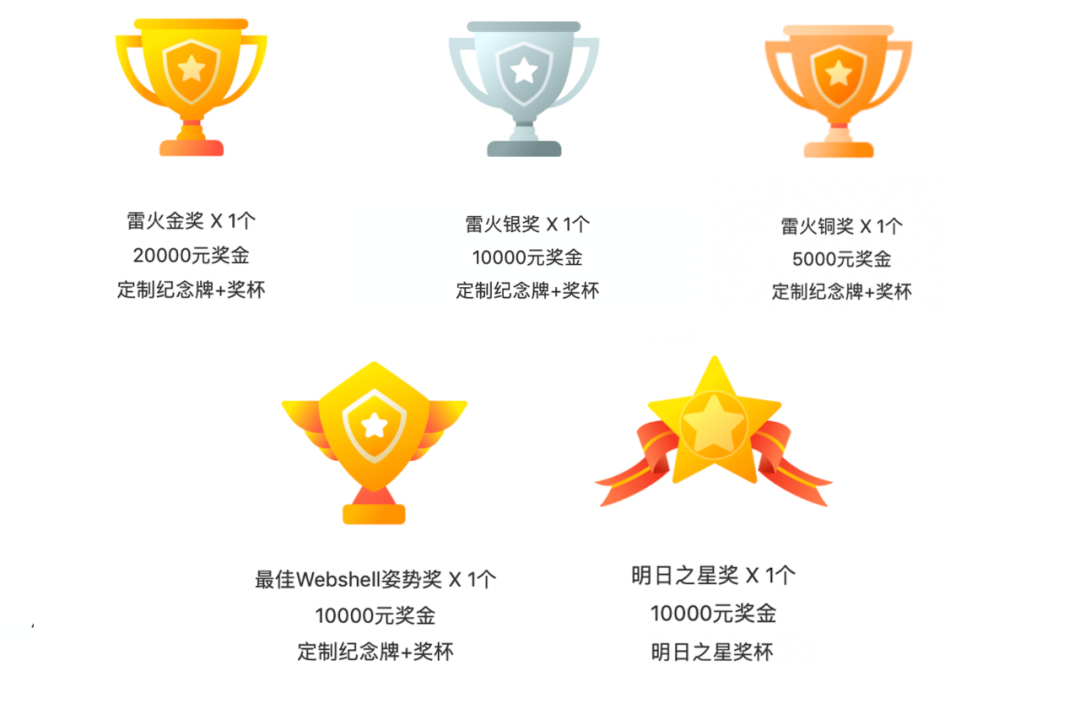 雷火金奖 X 1个
20000元奖金
定制纪念牌+奖杯
雷火银奖 X 1个
10000元奖金
定制纪念牌+奖杯
雷火铜奖 X 1个
5000元奖金
定制纪念牌+奖杯
最佳Webshell姿势奖 X 1个
10000元奖金
定制纪念牌+奖杯
明日之星奖 X 1个
10000元奖金
明日之星奖杯